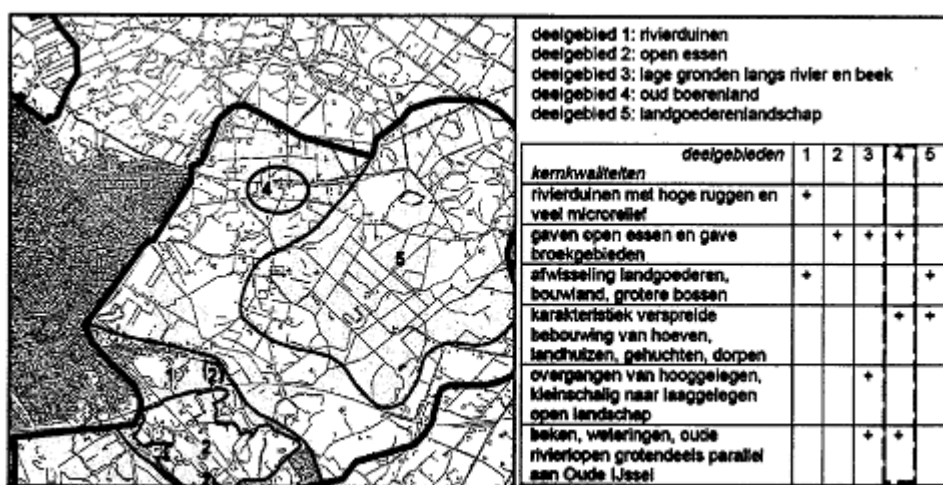 deelgebied 1: rivierduinen
deelgebied 2: open essen
deelgebied 3: lage gronden langs rivier en beek
deelgebied 4: oud boerenland
deelgebied 5: landgoederenlandschap
deelgebieden 1 2 3 4 5
kernkwaliteiten
rivierduinen met hoge ruggen en +
veel microreliëf
gaven open essen en gave + + +
broekgebieden
afwisseling landgoederen, + +
bouwland, grotere bossen
karakteristiek verspreide + +
bebouwing van hoeven,
landhuizen, gehuchten, dorpen
overgangen van hooggelegen, +
kleinschalig naar laaggelegen
open landschap
beken, weteringen, oude + +
rivierlopen grotendeels parallel
aan Oude IJssel
4
5
1
(2)
2